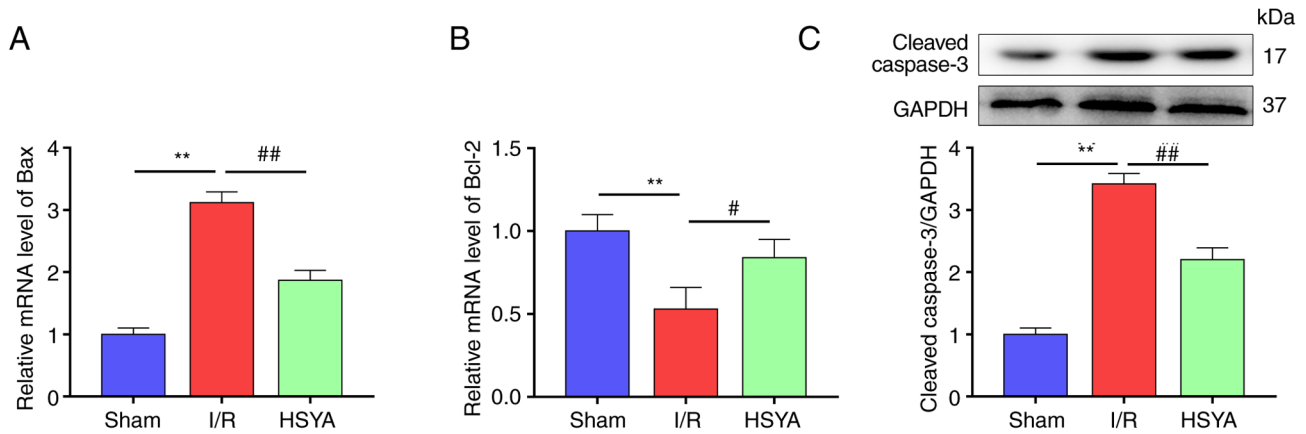 A
Relative mRNA level of Bax
4
3
2
1
0
**
##
Sham I/R HSYA
B
Relative mRNA level of Bcl-2
1.5
1.0
0.5
0.0
**
#
Sham I/R HSYA
C
kDa
Cleaved
caspase-3
17
GAPDH
37
Cleaved caspase-3/GAPDH
4
3
2
1
0
**
##
Sham I/R HSYA